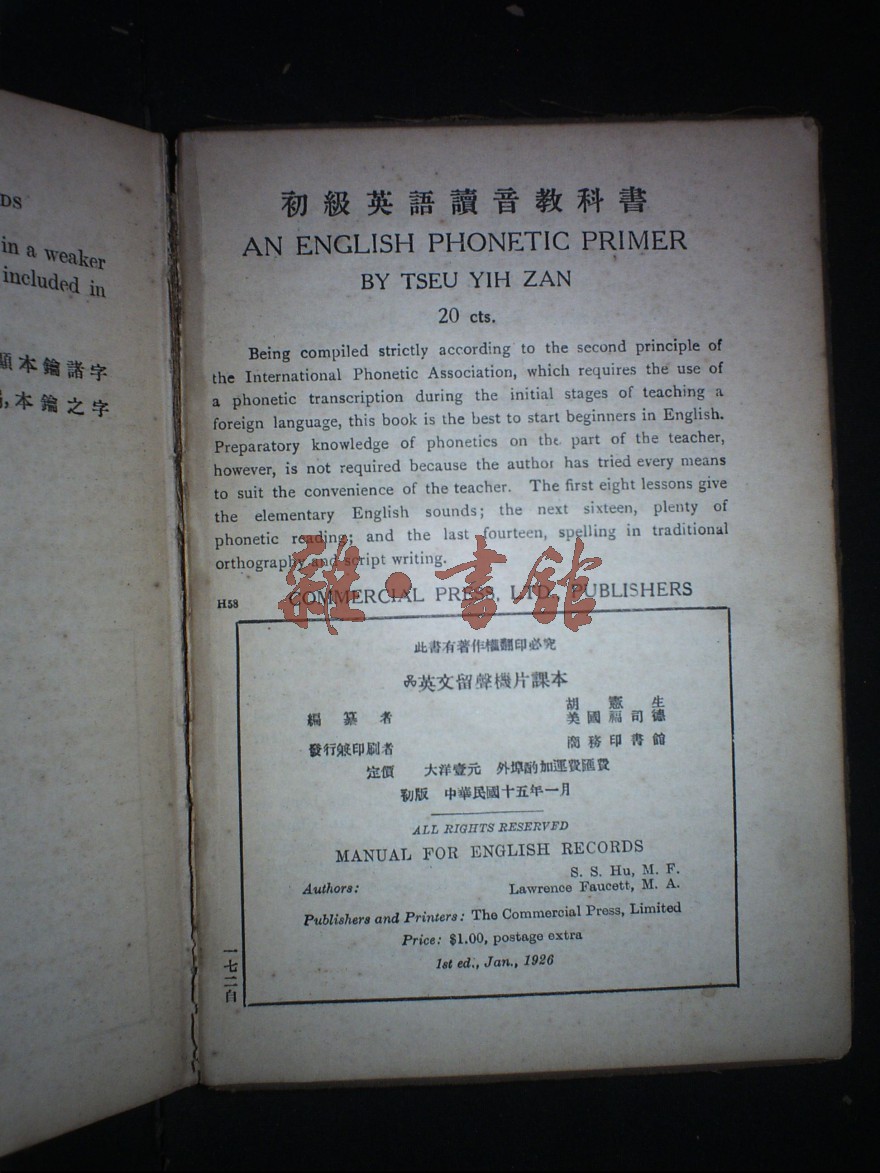 DS
in a weaker
included in
顯本鑰諸字
本鑰之字
初級英語讀音教科書
AN ENGLISH PHONETIC PRIMER
BY TSEU YIH ZAN
20 cts.
Being compiled strictly according to the second principle of
the International Phonetic Association, which requires the use of
a phonetic transcription during the initial stages of teaching a
foreign language, this book is the best to start beginners in English.
Preparatory knowledge of phonetics on the part of the teacher,
however, is not required because the author has tried every means
to suit the convenience of the teacher. The first eight lessons give
the elementary English sounds; the next sixteen, plenty of
phonetic reading; and the last fourteen, spelling in traditional
orthography and script writing.
雜·書館
H58 COMMERCIAL PRESS, LTD., PUBLISHERS
此書有著作權翻印必究
英文留聲機片課本
編纂者 胡憲生
美國福司德
發行兼印刷者 商務印書館
定價 大洋壹元 外埠酌加運費匯費
初版 中華民國十五年一月
ALL RIGHTS RESERVED
MANUAL FOR ENGLISH RECORDS
S. S. Hu, M. F.
Authors: Lawrence Faucett, M. A.
Publishers and Printers: The Commercial Press, Limited
Price: $1.00, postage extra
1st ed., Jan., 1926
一七二自